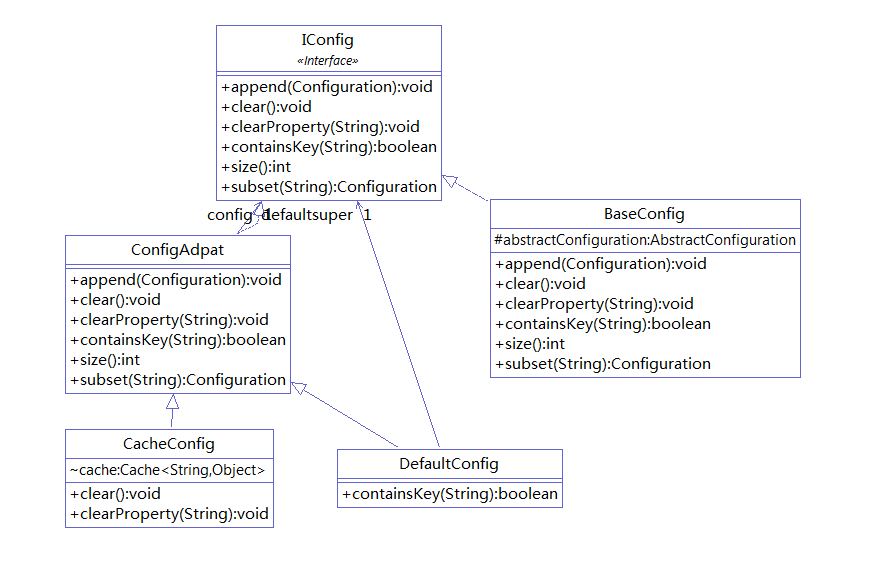 IConfig
«Interface»
+append(Configuration):void
+clear():void
+clearProperty(String):void
+containsKey(String):boolean
+size():int
+subset(String):Configuration
config 1
defaultsuper 1
BaseConfig
#abstractConfiguration:AbstractConfiguration
+append(Configuration):void
+clear():void
+clearProperty(String):void
+containsKey(String):boolean
+size():int
+subset(String):Configuration
ConfigAdpat
+append(Configuration):void
+clear():void
+clearProperty(String):void
+containsKey(String):boolean
+size():int
+subset(String):Configuration
CacheConfig
~cache:Cache<String,Object>
+clear():void
+clearProperty(String):void
DefaultConfig
+containsKey(String):boolean